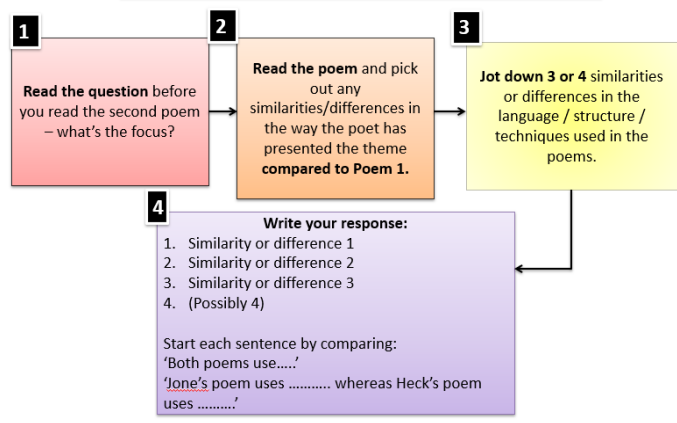 1
Read the question before
you read the second poem
– what's the focus?
2
Read the poem and pick
out any
similarities/differences in
the way the poet has
presented the theme
compared to Poem 1.
3
Jot down 3 or 4 similarities
or differences in the
language / structure /
techniques used in the
poems.
4
Write your response:
1. Similarity or difference 1
2. Similarity or difference 2
3. Similarity or difference 3
4. (Possibly 4)
Start each sentence by comparing:
'Both poems use…..'
'Jone's poem uses ……….. whereas Heck's poem
uses ……….'